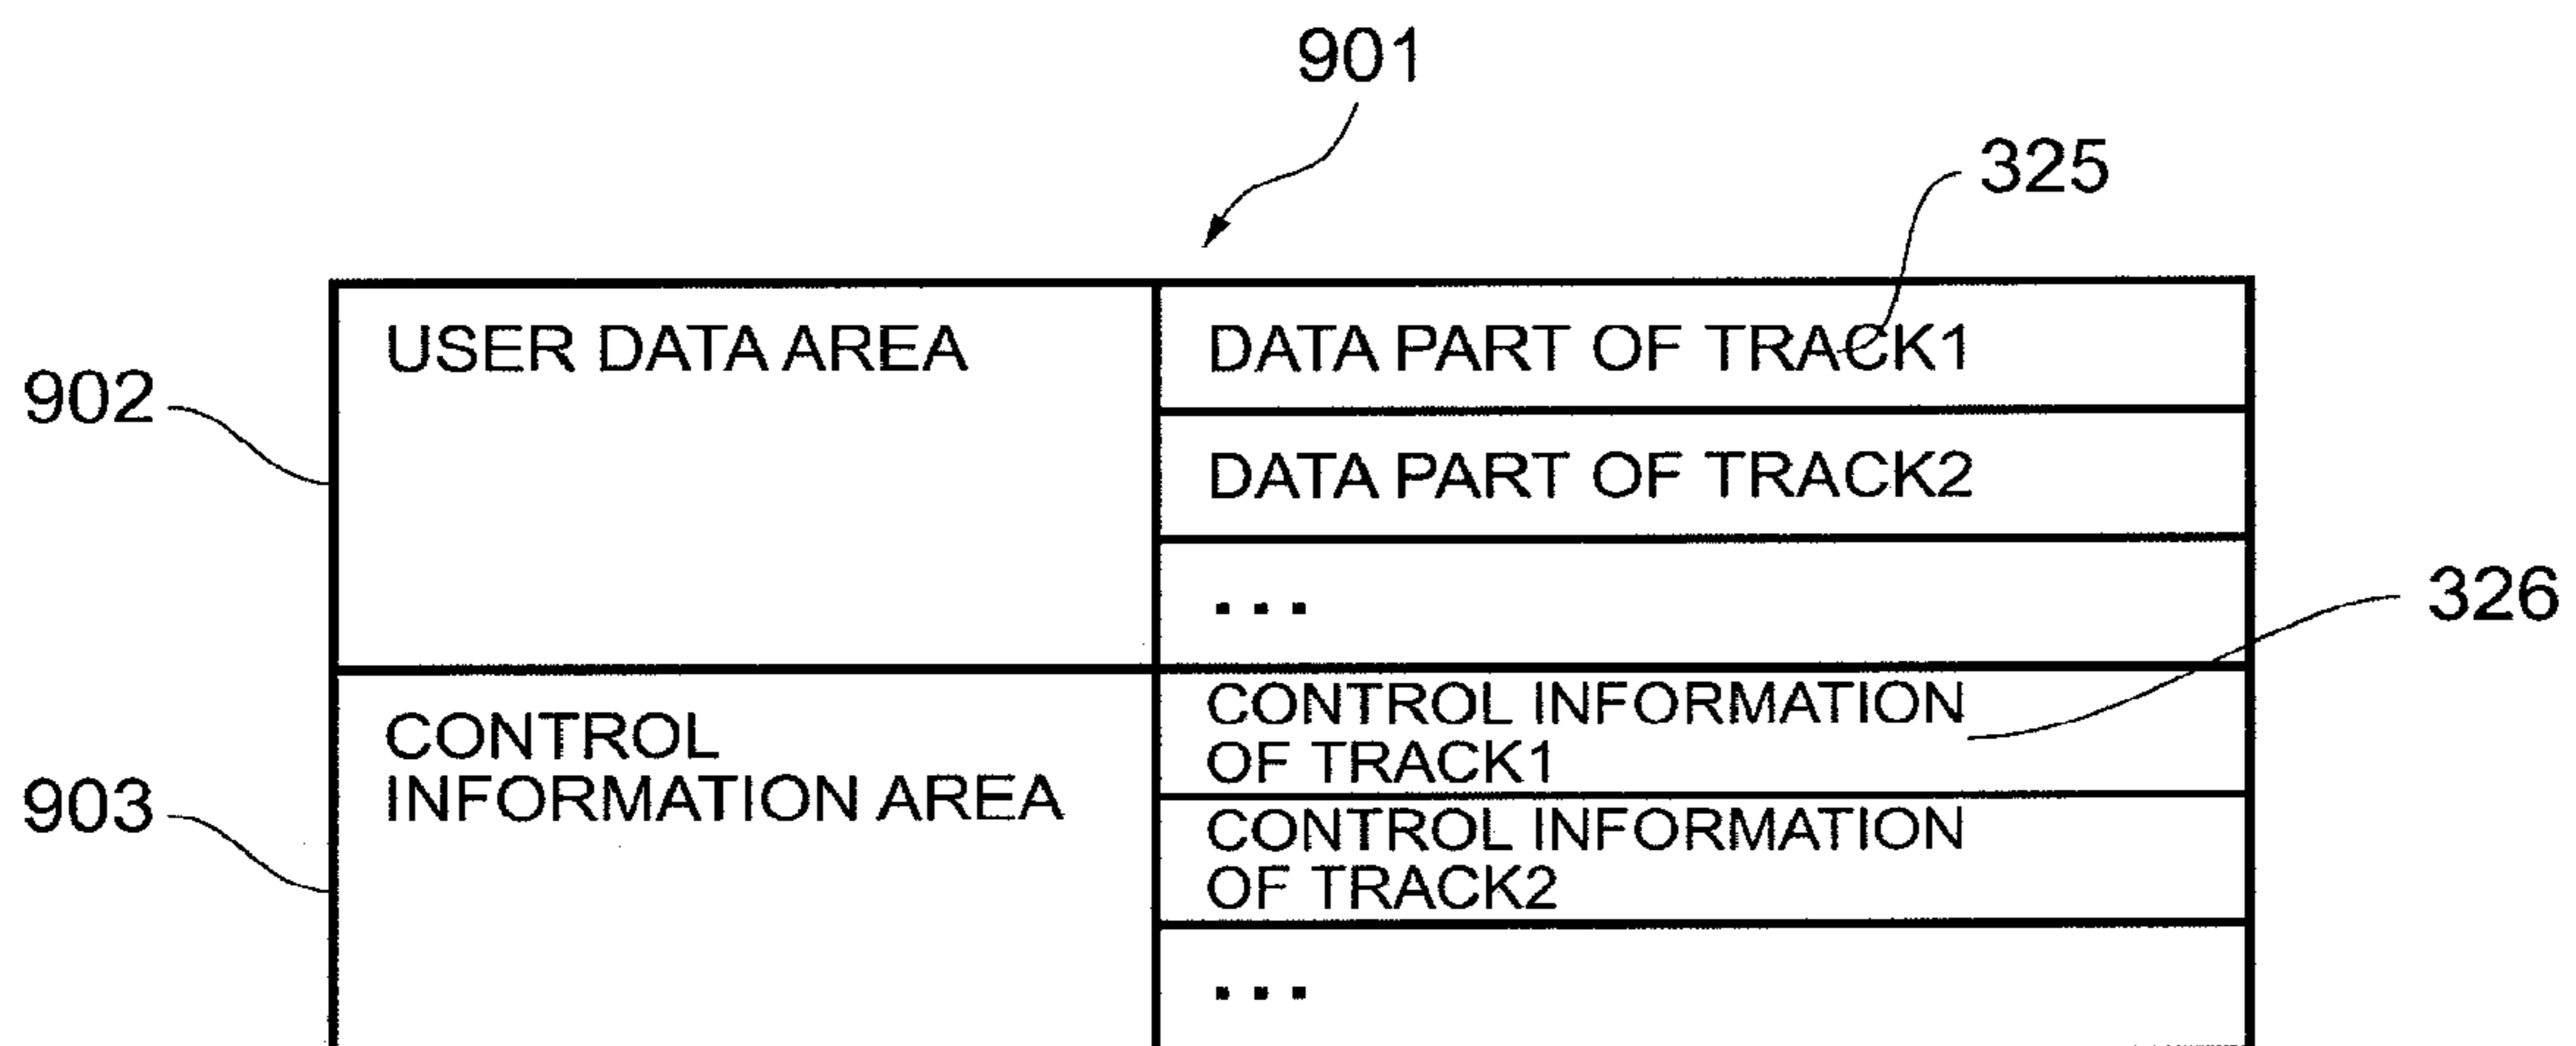 901
325
USER DATA AREA
DATA PART OF TRACK1
902
DATA PART OF TRACK2
...
326
CONTROL INFORMATION
OF TRACK1
CONTROL
INFORMATION AREA
903
CONTROL INFORMATION
OF TRACK2
...